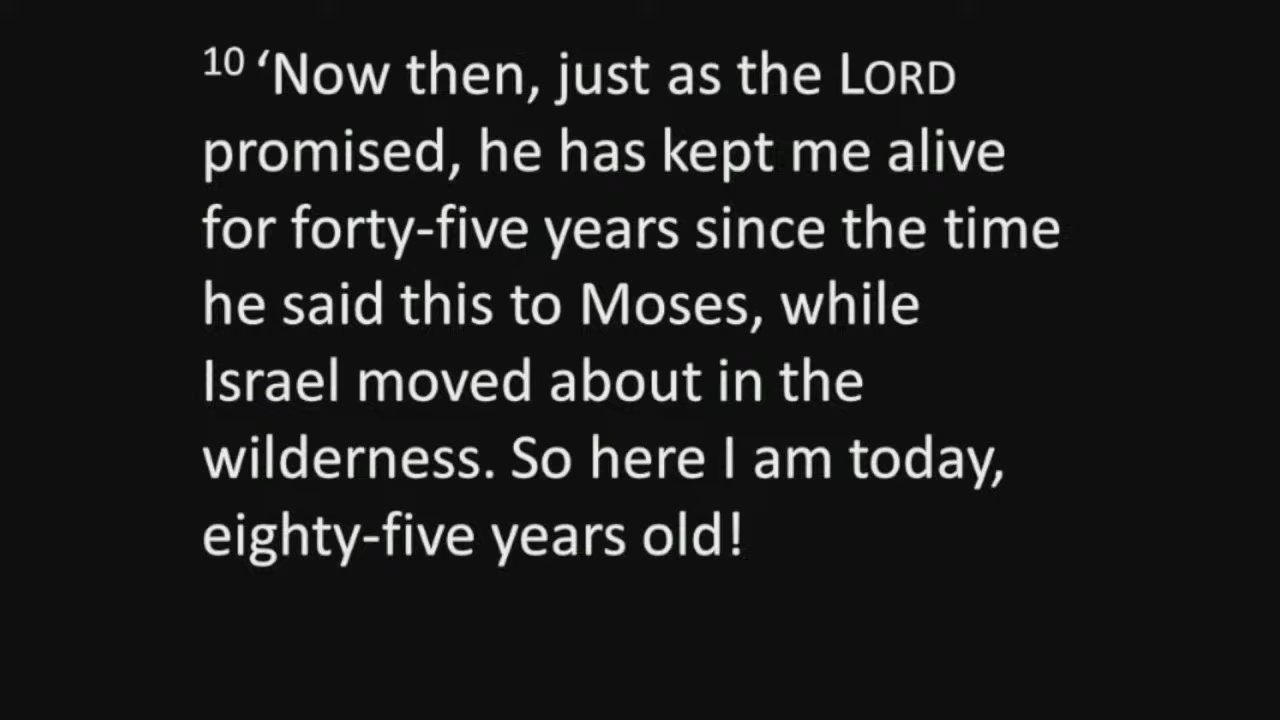 10 ‘Now then, just as the LORD
promised, he has kept me alive
for forty-five years since the time
he said this to Moses, while
Israel moved about in the
wilderness. So here I am today,
eighty-five years old!